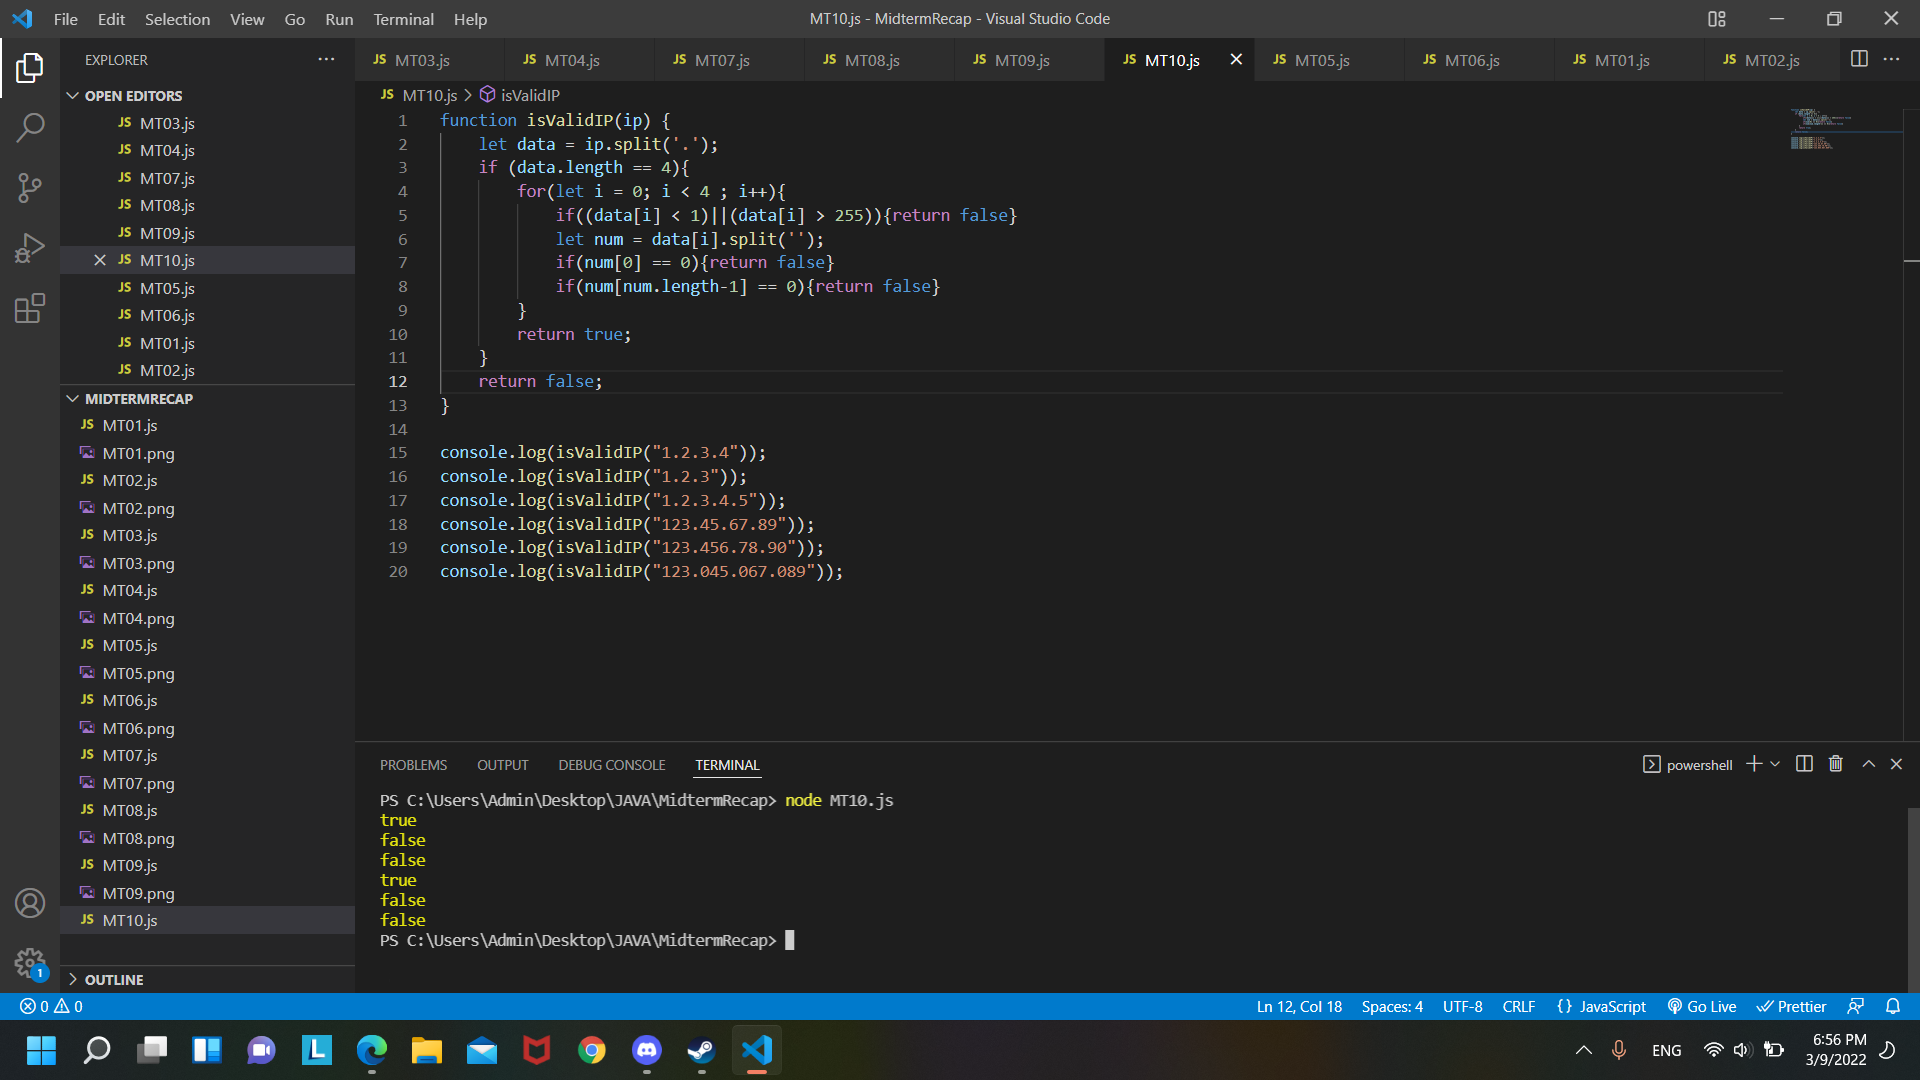 File Edit Selection View Go Run Terminal Help
MT10.js - MidtermRecap - Visual Studio Code
EXPLORER
OPEN EDITORS
JS MT03.js
JS MT04.js
JS MT07.js
JS MT08.js
JS MT09.js
JS MT10.js
JS MT05.js
JS MT06.js
JS MT01.js
JS MT02.js
MIDTERMRECAP
JS MT01.js
MT01.png
JS MT02.js
MT02.png
JS MT03.js
MT03.png
JS MT04.js
MT04.png
JS MT05.js
MT05.png
JS MT06.js
MT06.png
JS MT07.js
MT07.png
JS MT08.js
MT08.png
JS MT09.js
MT09.png
JS MT10.js
OUTLINE
JS MT03.js JS MT04.js JS MT07.js JS MT08.js JS MT09.js JS MT10.js JS MT05.js JS MT06.js JS MT01.js JS MT02.js
JS MT10.js > isValidIP
1 function isValidIP(ip) {
2 let data = ip.split('.');
3 if (data.length == 4){
4 for(let i = 0; i < 4 ; i++){
5 if((data[i] < 1)||(data[i] > 255)){return false}
6 let num = data[i].split('');
7 if(num[0] == 0){return false}
8 if(num[num.length-1] == 0){return false}
9 }
10 return true;
11 }
12 return false;
13 }
14
15 console.log(isValidIP("1.2.3.4"));
16 console.log(isValidIP("1.2.3"));
17 console.log(isValidIP("1.2.3.4.5"));
18 console.log(isValidIP("123.45.67.89"));
19 console.log(isValidIP("123.456.78.90"));
20 console.log(isValidIP("123.045.067.089"));
PROBLEMS OUTPUT DEBUG CONSOLE TERMINAL
powershell
PS C:\Users\Admin\Desktop\JAVA\MidtermRecap> node MT10.js
true
false
false
true
false
false
PS C:\Users\Admin\Desktop\JAVA\MidtermRecap>
1
0 0
Ln 12, Col 18 Spaces: 4 UTF-8 CRLF {} JavaScript Go Live Prettier
L
ENG
6:56 PM
3/9/2022